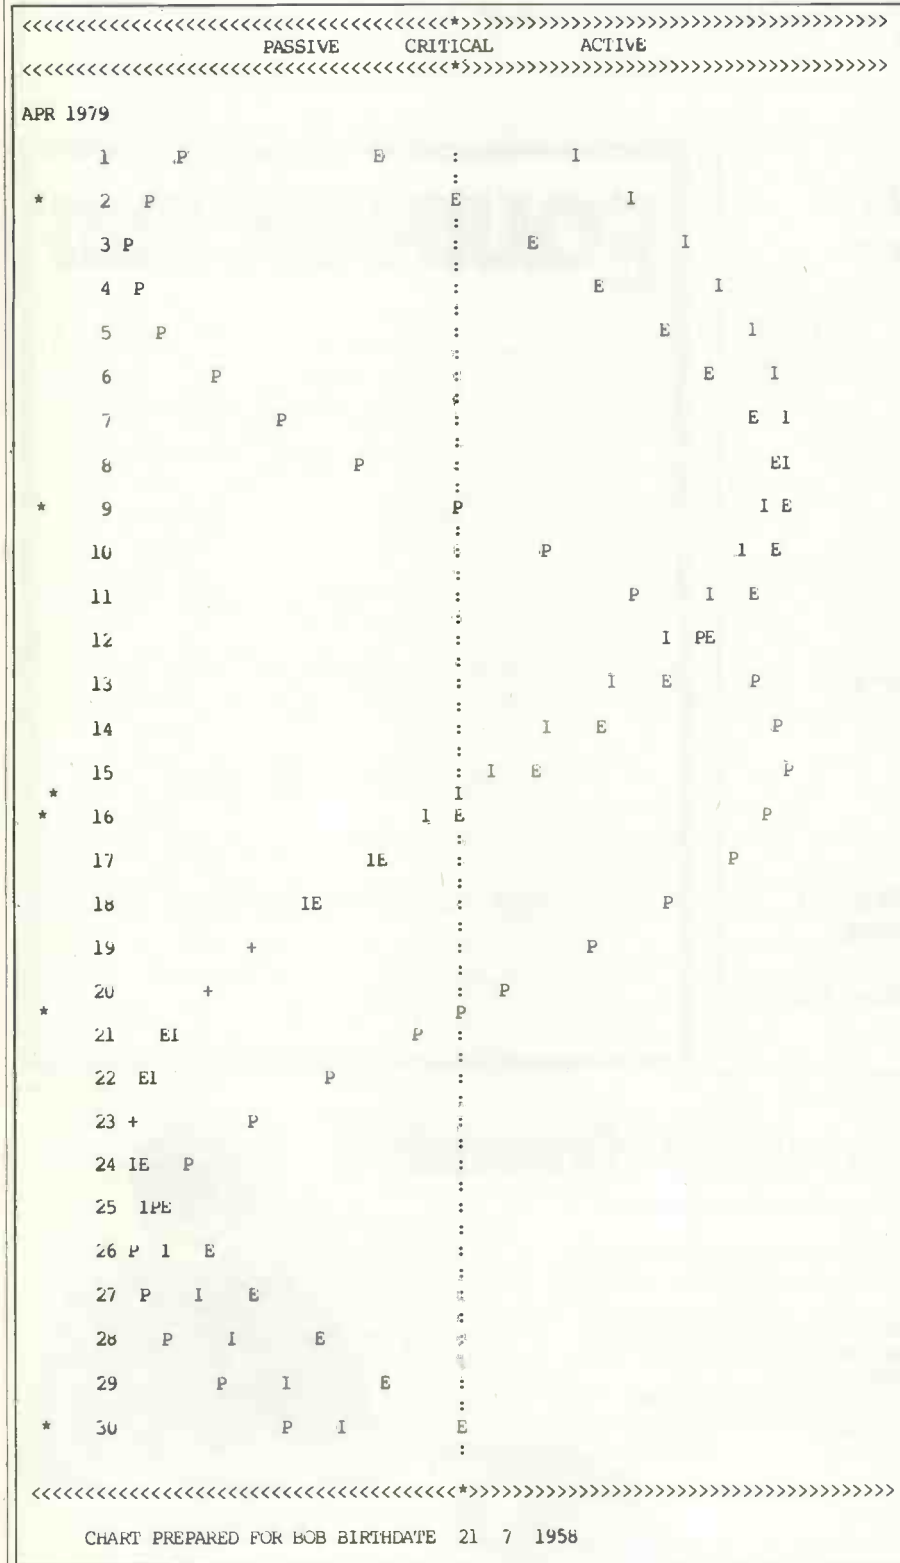 <<<<<<<<<<<<<<<<<<<<<<<<<<<<<<<<<<<<<<<<*>>>>>>>>>>>>>>>>>>>>>>>>>>>>>>>>>>>>>>>>
PASSIVE CRITICAL ACTIVE
<<<<<<<<<<<<<<<<<<<<<<<<<<<<<<<<<<<<<<<<*>>>>>>>>>>>>>>>>>>>>>>>>>>>>>>>>>>>>>>>>
APR 1979
1 P E : I
:
* 2 P E I
:
3 P : E I
:
4 P : E I
:
5 P : E I
:
6 P : E I
:
7 P : E I
:
8 P : EI
:
* 9 P I E
:
10 : P I E
:
11 : P I E
:
12 : I PE
:
13 : I E P
:
14 : I E P
:
15 : I E P
* I
* 16 I E P
:
17 IE : P
:
18 IE : P
:
19 + : P
:
20 + : P
* P
21 EI P :
:
22 EI P :
:
23 + P :
:
24 IE P :
:
25 IPE :
:
26 P I E :
:
27 P I E :
:
28 P I E :
:
29 P I E :
:
* 30 P I E
:
<<<<<<<<<<<<<<<<<<<<<<<<<<<<<<<<<<<<<<<<*>>>>>>>>>>>>>>>>>>>>>>>>>>>>>>>>>>>>>>>>
CHART PREPARED FOR BOB BIRTHDATE 21 7 1958